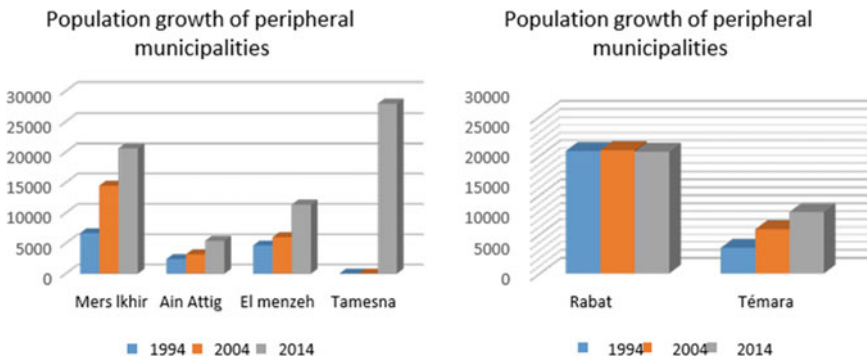 Population growth of peripheral
municipalities
30000
25000
20000
15000
10000
5000
0
Mers lkhir Ain Attig El menzeh Tamesna
1994 2004 2014
Population growth of peripheral
municipalities
30000
25000
20000
15000
10000
5000
0
Rabat Témara
1994 2004 2014